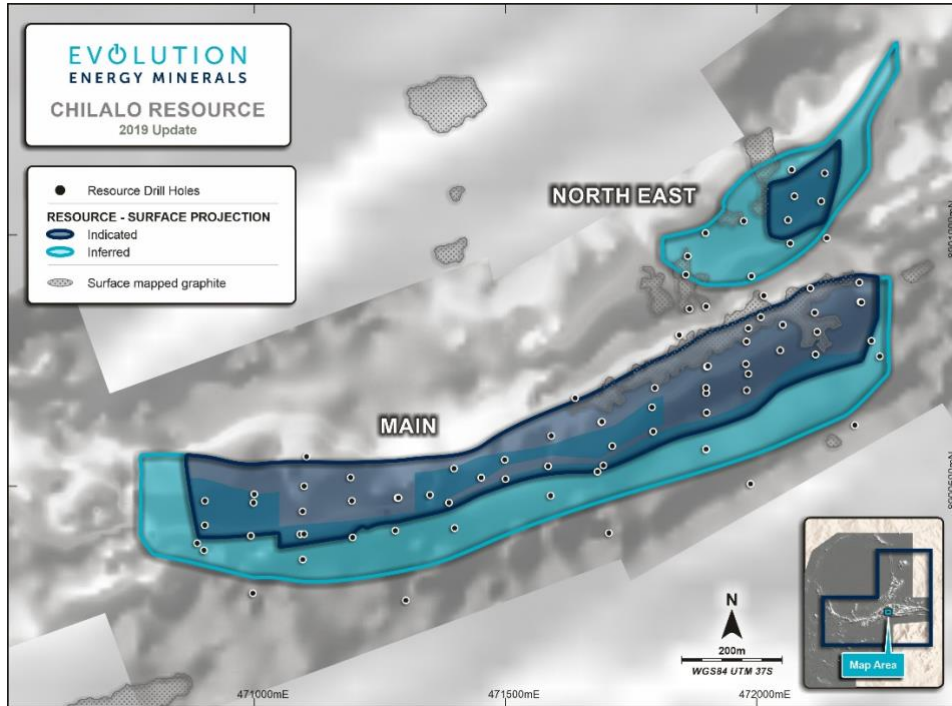 EVOLUTION
ENERGY MINERALS
CHILALO RESOURCE
2019 Update
Resource Drill Holes
RESOURCE - SURFACE PROJECTION
Indicated
Inferred
Surface mapped graphite
NORTH EAST
MAIN
N
200m
WGS84 UTM 37S
Map Area
471000mE
471500mE
472000mE